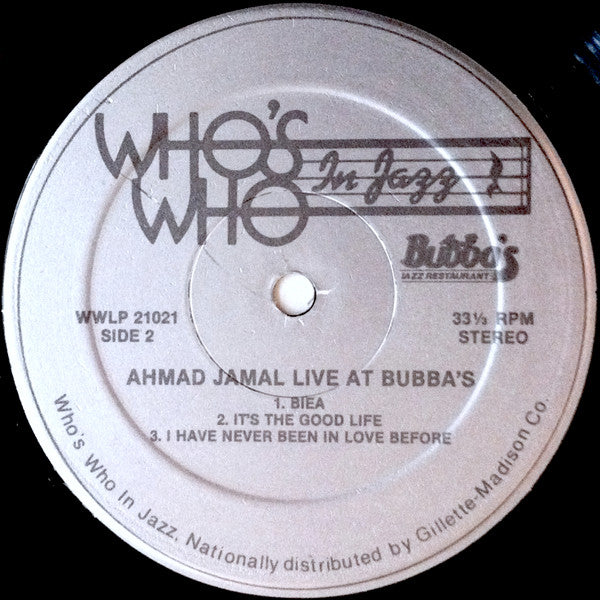 WHO'S
WHO
In Jazz
Bubba's
JAZZ RESTAURANT
WWLP 21021
SIDE 2
33⅓ RPM
STEREO
AHMAD JAMAL LIVE AT BUBBA'S
1. BIEA
2. IT'S THE GOOD LIFE
3. I HAVE NEVER BEEN IN LOVE BEFORE
Who's Who In Jazz. Nationally distributed by Gillette-Madison Co.